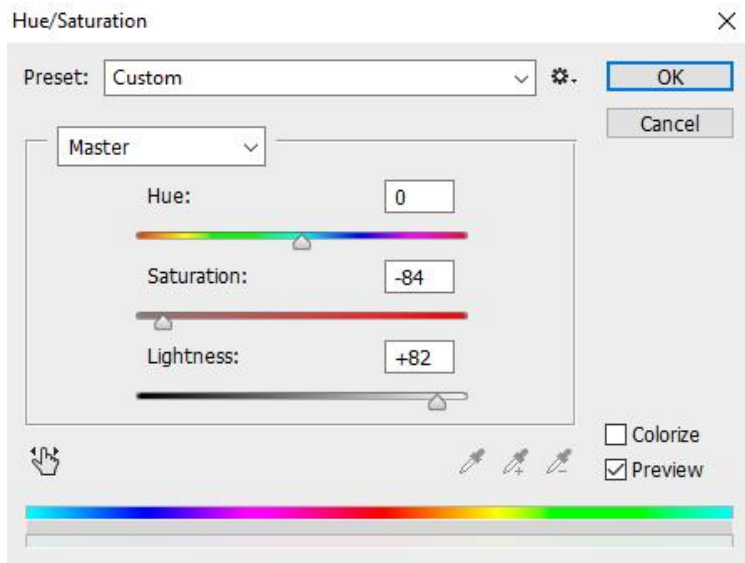 Hue/Saturation
Preset: Custom
OK
Cancel
Master
Hue: 0
Saturation: -84
Lightness: +82
Colorize
Preview